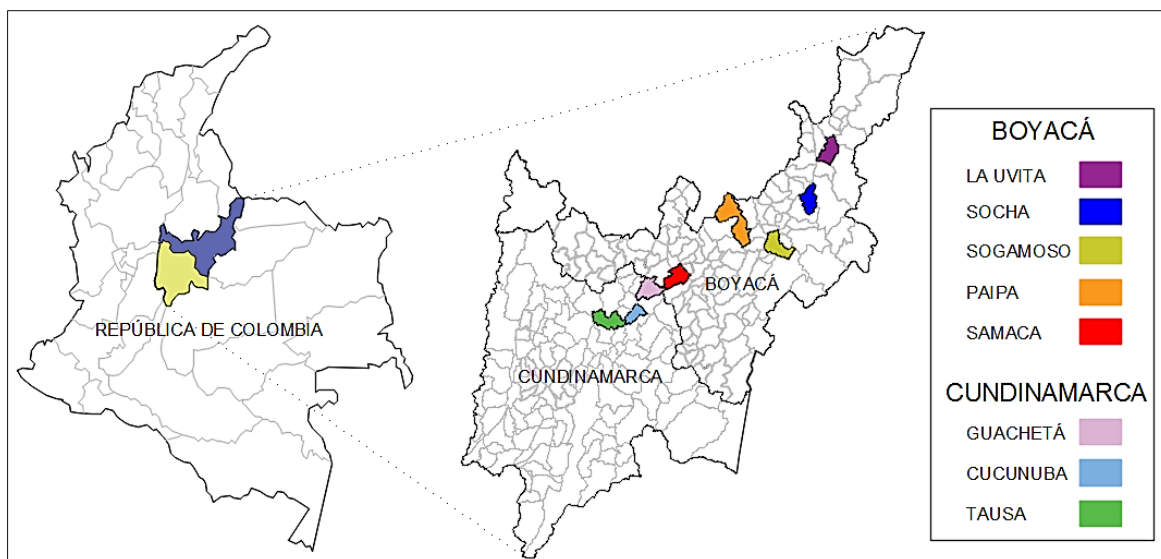 REPÚBLICA DE COLOMBIA
BOYACÁ
CUNDINAMARCA
BOYACÁ
LA UVITA
SOCHA
SOGAMOSO
PAIPA
SAMACA
CUNDINAMARCA
GUACHETÁ
CUCUNUBA
TAUSA